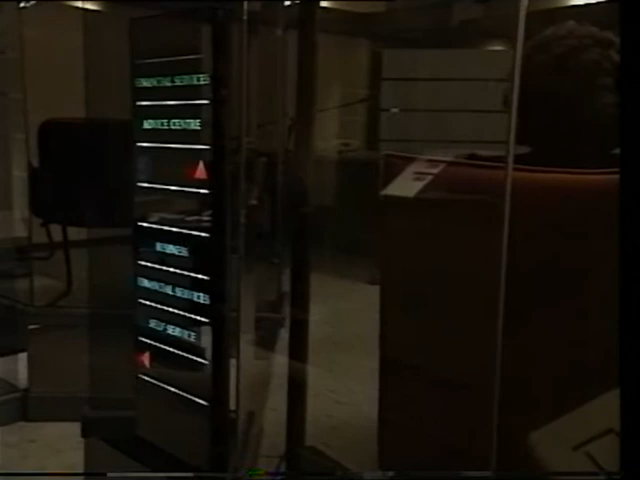 FINANCIAL SERVICES
ADVICE CENTRE
BUSINESS
FINANCIAL SERVICES
SELF SERVICE